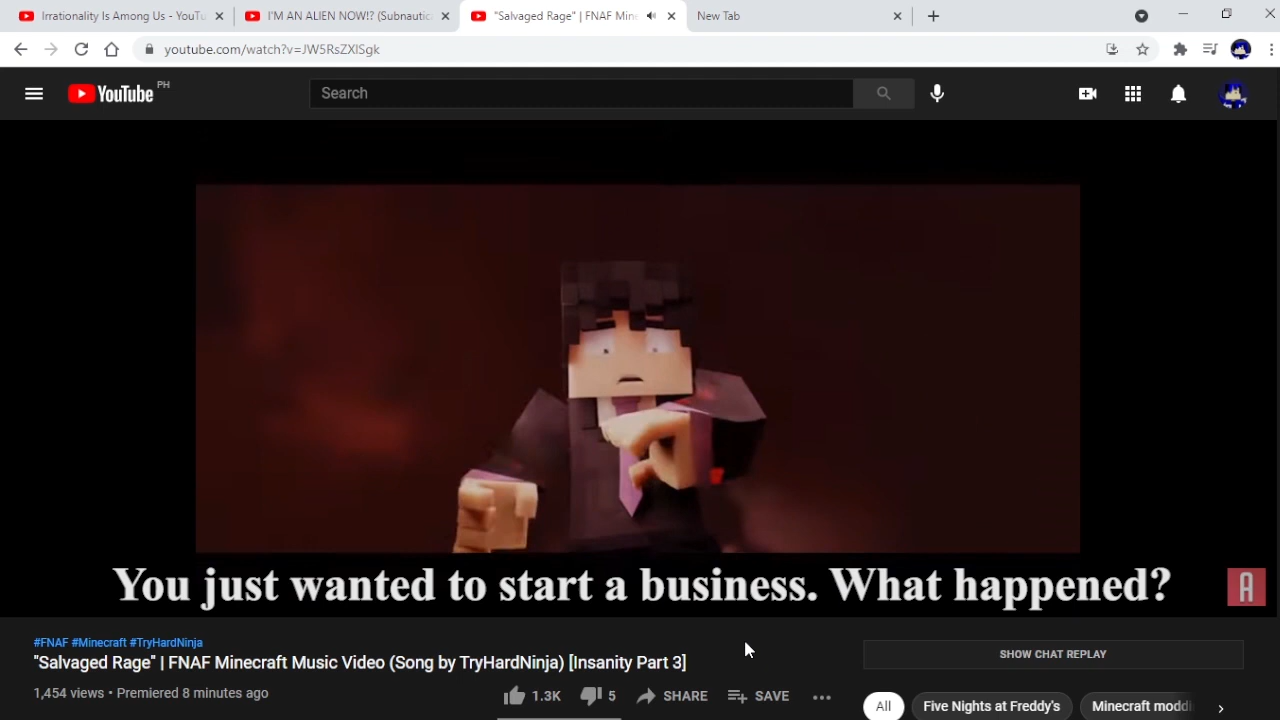 Irrationality Is Among Us - YouTu
I'M AN ALIEN NOW!? (Subnautic
"Salvaged Rage" | FNAF Mine
New Tab
youtube.com/watch?v=JW5RsZXlSgk
YouTube PH
Search
You just wanted to start a business. What happened?
A
#FNAF #Minecraft #TryHardNinja
"Salvaged Rage" | FNAF Minecraft Music Video (Song by TryHardNinja) [Insanity Part 3]
1,454 views • Premiered 8 minutes ago
1.3K
5
SHARE
SAVE
SHOW CHAT REPLAY
All
Five Nights at Freddy's
Minecraft moddi